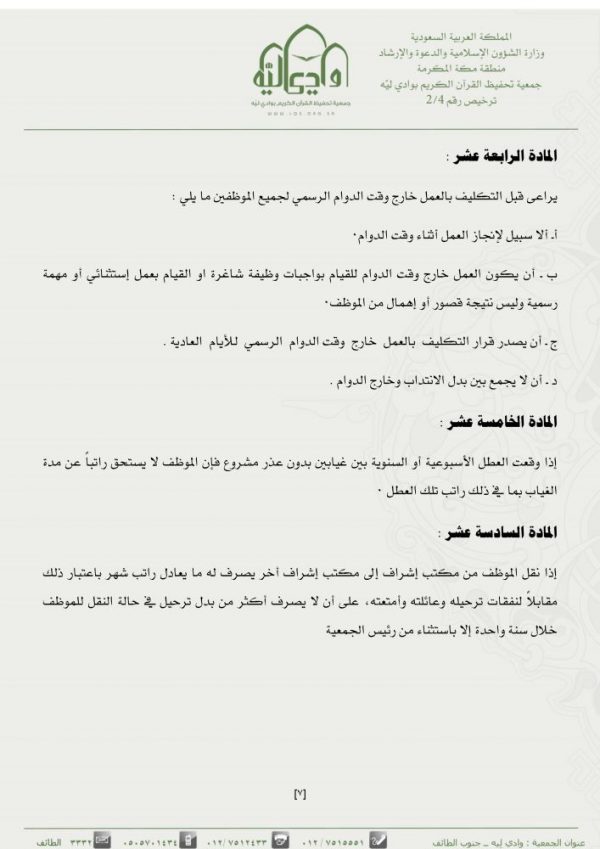 المملكة العربية السعودية
وزارة الشؤون الإسلامية والدعوة والإرشاد
منطقة مكة المكرمة
جمعية تحفيظ القرآن الكريم بوادي ليّه
ترخيص رقم 2/4
وادي ليّه
جمعية تحفيظ القرآن الكريم بوادي ليّه
المادة الرابعة عشر :
يراعى قبل التكليف بالعمل خارج وقت الدوام الرسمي لجميع الموظفين ما يلي :
أ- ألا سبيل لإنجاز العمل أثناء وقت الدوام٠
ب ـ أن يكون العمل خارج وقت الدوام للقيام بواجبات وظيفة شاغرة او القيام بعمل إستثنائي أو مهمة
رسمية وليس نتيجة قصور أو إهمال من الموظف٠
ج ـ أن يصدر قرار التكليف بالعمل خارج وقت الدوام الرسمي للأيام العادية .
د ـ أن لا يجمع بين بدل الانتداب وخارج الدوام .
المادة الخامسة عشر :
إذا وقعت العطل الأسبوعية أو السنوية بين غيابين بدون عذر مشروع فإن الموظف لا يستحق راتباً عن مدة
الغياب بما في ذلك راتب تلك العطل ٠
المادة السادسة عشر :
إذا نقل الموظف من مكتب إشراف إلى مكتب إشراف أخر يصرف له ما يعادل راتب شهر باعتبار ذلك
مقابلاً لنفقات ترحيله وعائلته وأمتعته، على أن لا يصرف أكثر من بدل ترحيل في حالة النقل للموظف
خلال سنة واحدة إلا باستثناء من رئيس الجمعية
[٧]
عنوان الجمعية : وادي ليه ــ جنوب الطائف ٠١٢/٧٥١٥٥٥١ ٠١٢/٧٥١٢٤٣٣ ٠٥٠٥٧٠١٤٣٤ ٣٣٣٢ الطائف